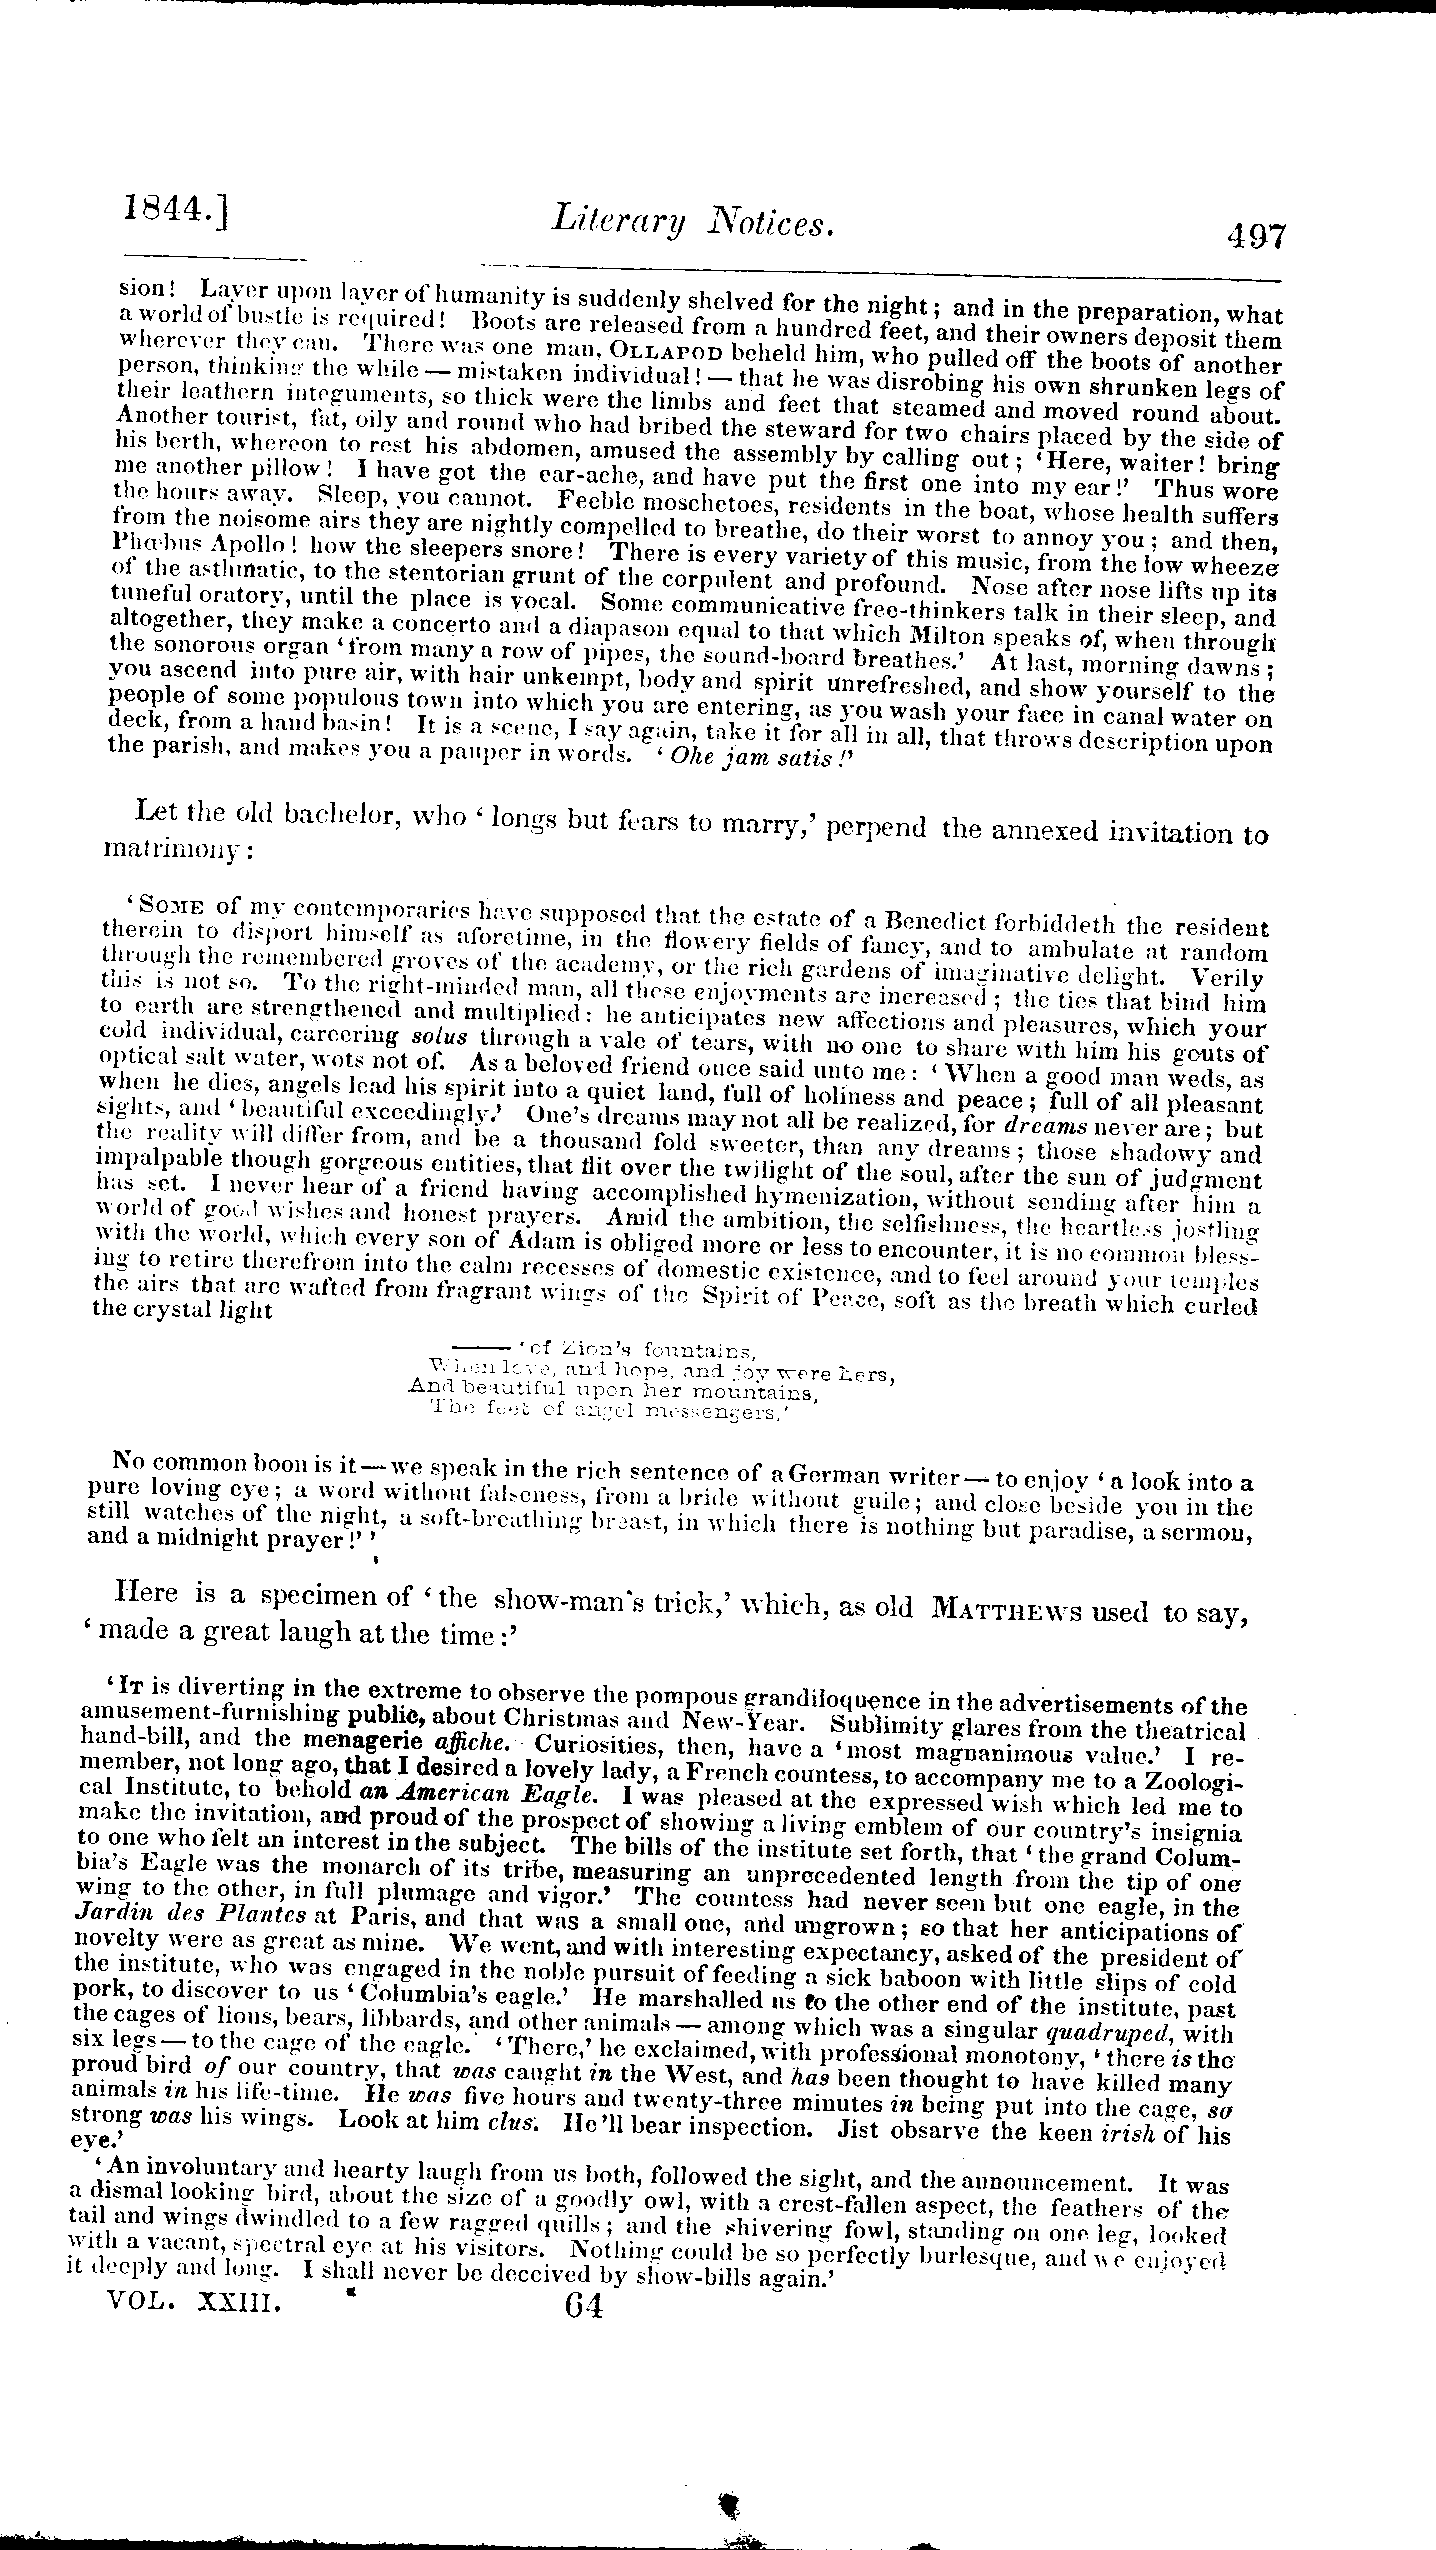 1844.] Literary Notices. 497
sion! Layer upon layer of humanity is suddenly shelved for the night; and in the preparation, what
a world of bustle is required! Boots are released from a hundred feet, and their owners deposit them
wherever they can. There was one man, OLLAPOD beheld him, who pulled off the boots of another
person, thinking the while — mistaken individual! — that he was disrobing his own shrunken legs of
their leathern integuments, so thick were the limbs and feet that steamed and moved round about.
Another tourist, fat, oily and round who had bribed the steward for two chairs placed by the side of
his berth, whereon to rest his abdomen, amused the assembly by calling out; 'Here, waiter! bring
me another pillow! I have got the ear-ache, and have put the first one into my ear!' Thus wore
the hours away. Sleep, you cannot. Feeble moschetoes, residents in the boat, whose health suffers
from the noisome airs they are nightly compelled to breathe, do their worst to annoy you; and then,
Phœbus Apollo! how the sleepers snore! There is every variety of this music, from the low wheeze
of the asthmatic, to the stentorian grunt of the corpulent and profound. Nose after nose lifts up its
tuneful oratory, until the place is vocal. Some communicative free-thinkers talk in their sleep, and
altogether, they make a concerto and a diapason equal to that which Milton speaks of, when through
the sonorous organ 'from many a row of pipes, the sound-board breathes.' At last, morning dawns;
you ascend into pure air, with hair unkempt, body and spirit unrefreshed, and show yourself to the
people of some populous town into which you are entering, as you wash your face in canal water on
deck, from a hand basin! It is a scene, I say again, take it for all in all, that throws description upon
the parish, and makes you a pauper in words. 'Ohe jam satis!'
Let the old bachelor, who 'longs but fears to marry,' perpend the annexed invitation to
matrimony:
'SOME of my contemporaries have supposed that the estate of a Benedict forbiddeth the resident
therein to disport himself as aforetime, in the flowery fields of fancy, and to ambulate at random
through the remembered groves of the academy, or the rich gardens of imaginative delight. Verily
this is not so. To the right-minded man, all these enjoyments are increased; the ties that bind him
to earth are strengthened and multiplied: he anticipates new affections and pleasures, which your
cold individual, careering solus through a vale of tears, with no one to share with him his gouts of
optical salt water, wots not of. As a beloved friend once said unto me: 'When a good man weds, as
when he dies, angels lead his spirit into a quiet land, full of holiness and peace; full of all pleasant
sights, and 'beautiful exceedingly.' One's dreams may not all be realized, for dreams never are; but
the reality will differ from, and be a thousand fold sweeter, than any dreams; those shadowy and
impalpable though gorgeous entities, that flit over the twilight of the soul, after the sun of judgment
has set. I never hear of a friend having accomplished hymenization, without sending after him a
world of good wishes and honest prayers. Amid the ambition, the selfishness, the heartless jostling
with the world, which every son of Adam is obliged more or less to encounter, it is no common bless-
ing to retire therefrom into the calm recesses of domestic existence, and to feel around your temples
the airs that are wafted from fragrant wings of the Spirit of Peace, soft as the breath which curled
the crystal light
—— 'of Zion's fountains,
When love, and hope, and joy were hers,
And beautiful upon her mountains,
The feet of angel messengers.'
No common boon is it — we speak in the rich sentence of a German writer — to enjoy 'a look into a
pure loving eye; a word without falseness, from a bride without guile; and close beside you in the
still watches of the night, a soft-breathing breast, in which there is nothing but paradise, a sermon,
and a midnight prayer!' '
Here is a specimen of 'the show-man's trick,' which, as old MATTHEWS used to say,
'made a great laugh at the time:'
'IT is diverting in the extreme to observe the pompous grandiloquence in the advertisements of the
amusement-furnishing public, about Christmas and New-Year. Sublimity glares from the theatrical
hand-bill, and the menagerie affiche. Curiosities, then, have a 'most magnanimous value.' I re-
member, not long ago, that I desired a lovely lady, a French countess, to accompany me to a Zoologi-
cal Institute, to behold an American Eagle. I was pleased at the expressed wish which led me to
make the invitation, and proud of the prospect of showing a living emblem of our country's insignia
to one who felt an interest in the subject. The bills of the institute set forth, that 'the grand Colum-
bia's Eagle was the monarch of its tribe, measuring an unprecedented length from the tip of one
wing to the other, in full plumage and vigor.' The countess had never seen but one eagle, in the
Jardin des Plantes at Paris, and that was a small one, and ungrown; so that her anticipations of
novelty were as great as mine. We went, and with interesting expectancy, asked of the president of
the institute, who was engaged in the noble pursuit of feeding a sick baboon with little slips of cold
pork, to discover to us 'Columbia's eagle.' He marshalled us to the other end of the institute, past
the cages of lions, bears, libbards, and other animals — among which was a singular quadruped, with
six legs — to the cage of the eagle. 'There,' he exclaimed, with professional monotony, 'there is the
proud bird of our country, that was caught in the West, and has been thought to have killed many
animals in his life-time. He was five hours and twenty-three minutes in being put into the cage, so
strong was his wings. Look at him clus. He'll bear inspection. Jist obsarve the keen irish of his
eye.'
'An involuntary and hearty laugh from us both, followed the sight, and the announcement. It was
a dismal looking bird, about the size of a goodly owl, with a crest-fallen aspect, the feathers of the
tail and wings dwindled to a few ragged quills; and the shivering fowl, standing on one leg, looked
with a vacant, spectral eye at his visitors. Nothing could be so perfectly burlesque, and we enjoyed
it deeply and long. I shall never be deceived by show-bills again.'
VOL. XXIII. 64